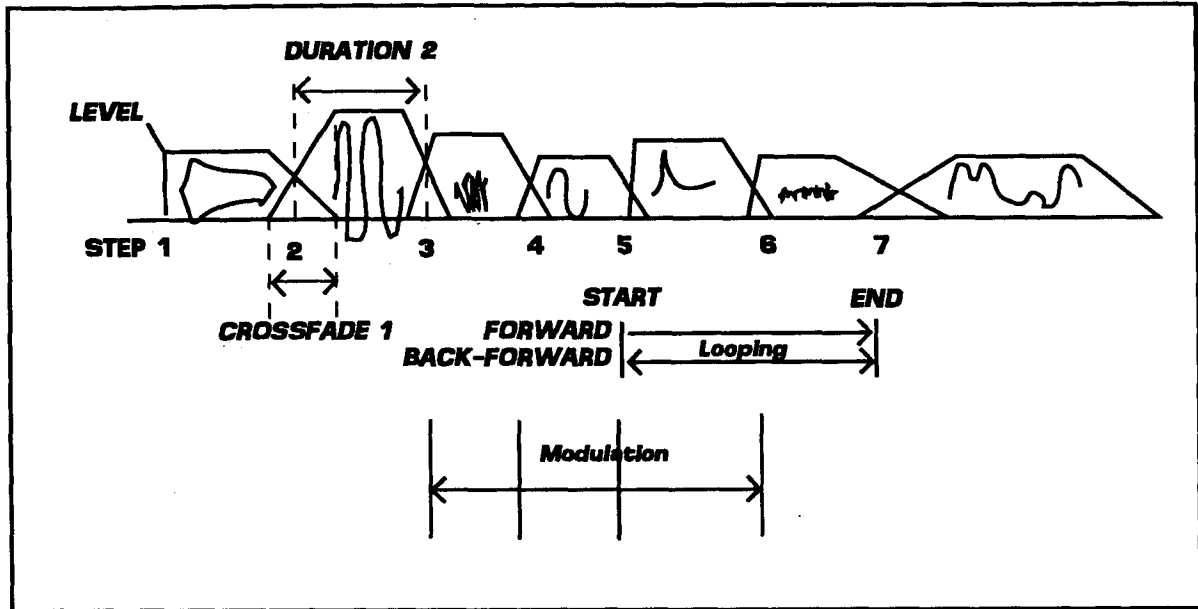 DURATION 2
LEVEL
STEP 1 2 3 4 5 6 7
CROSSFADE 1
START END
FORWARD
BACK-FORWARD Looping
Modulation